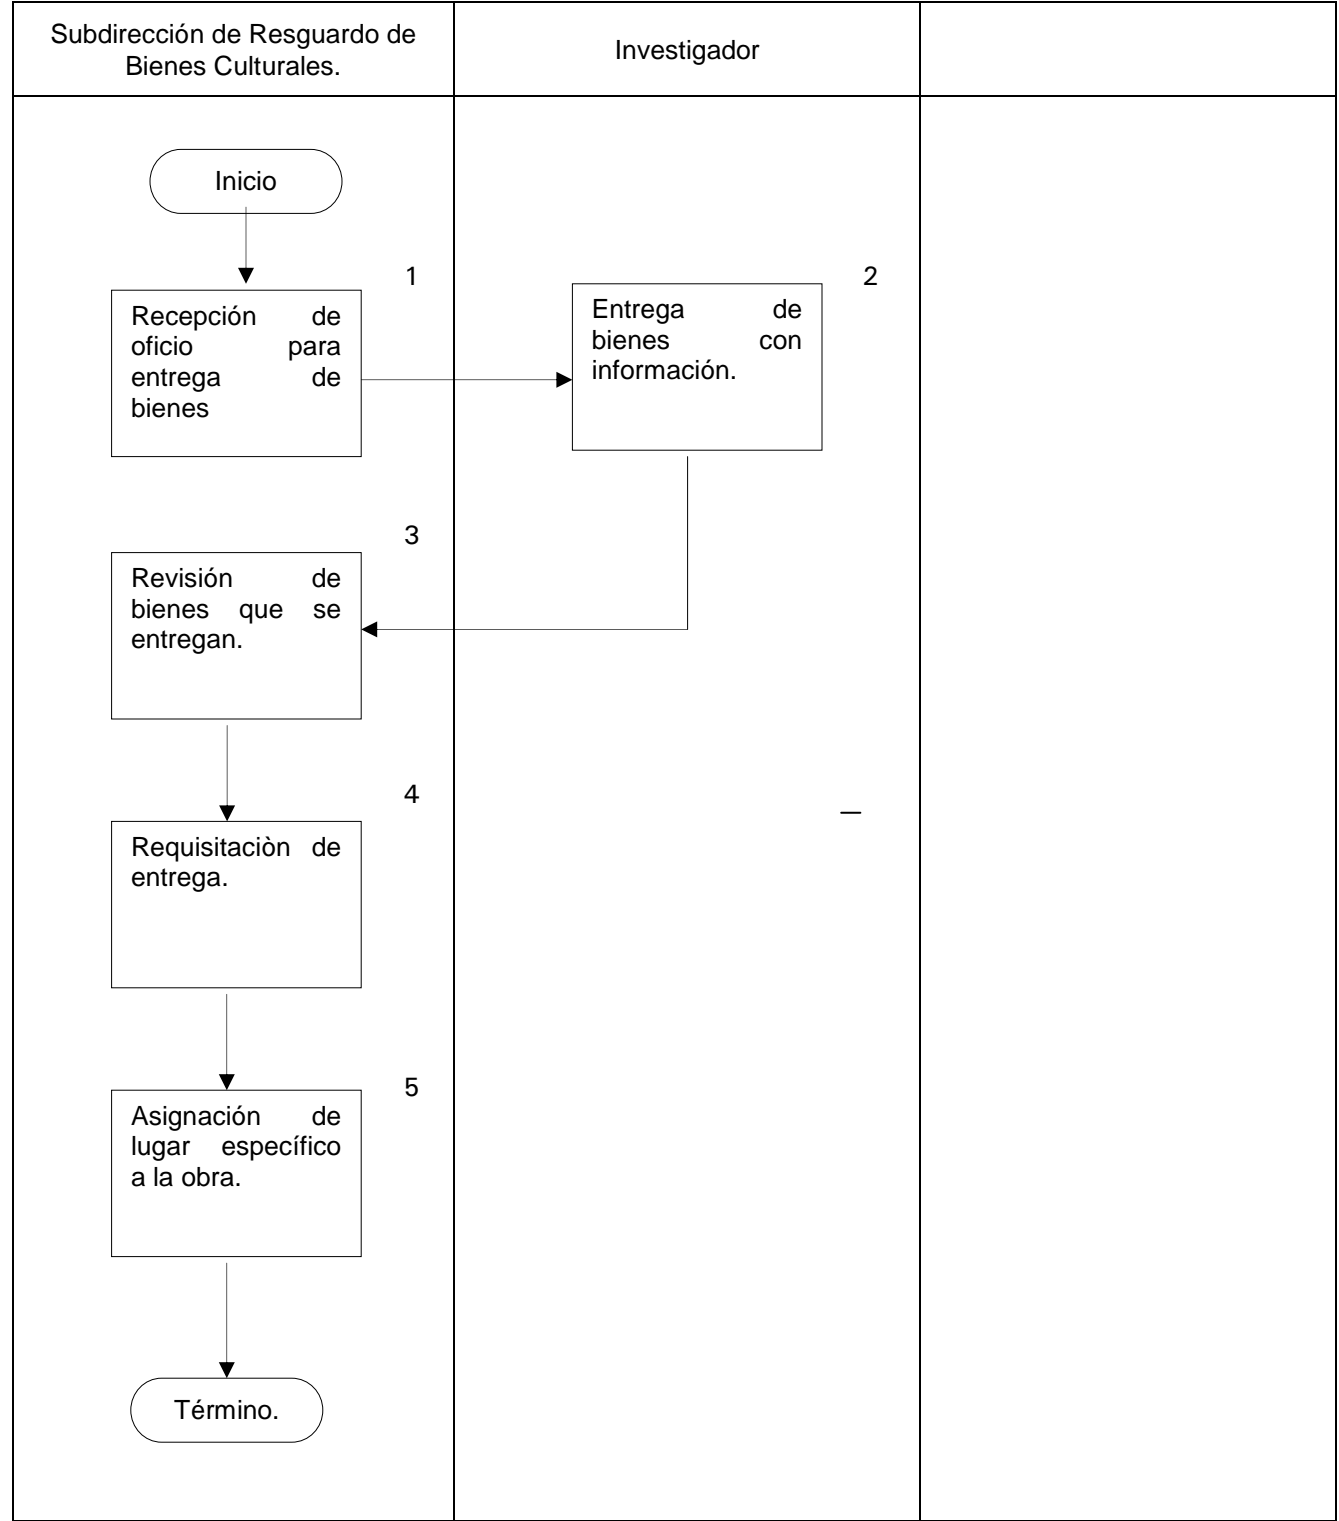 Subdirección de Resguardo de
Bienes Culturales.
Investigador
Inicio
1
Recepción de
oficio para
entrega de
bienes
2
Entrega de
bienes con
información.
3
Revisión de
bienes que se
entregan.
4
Requisitaciòn de
entrega.
5
Asignación de
lugar específico
a la obra.
Término.